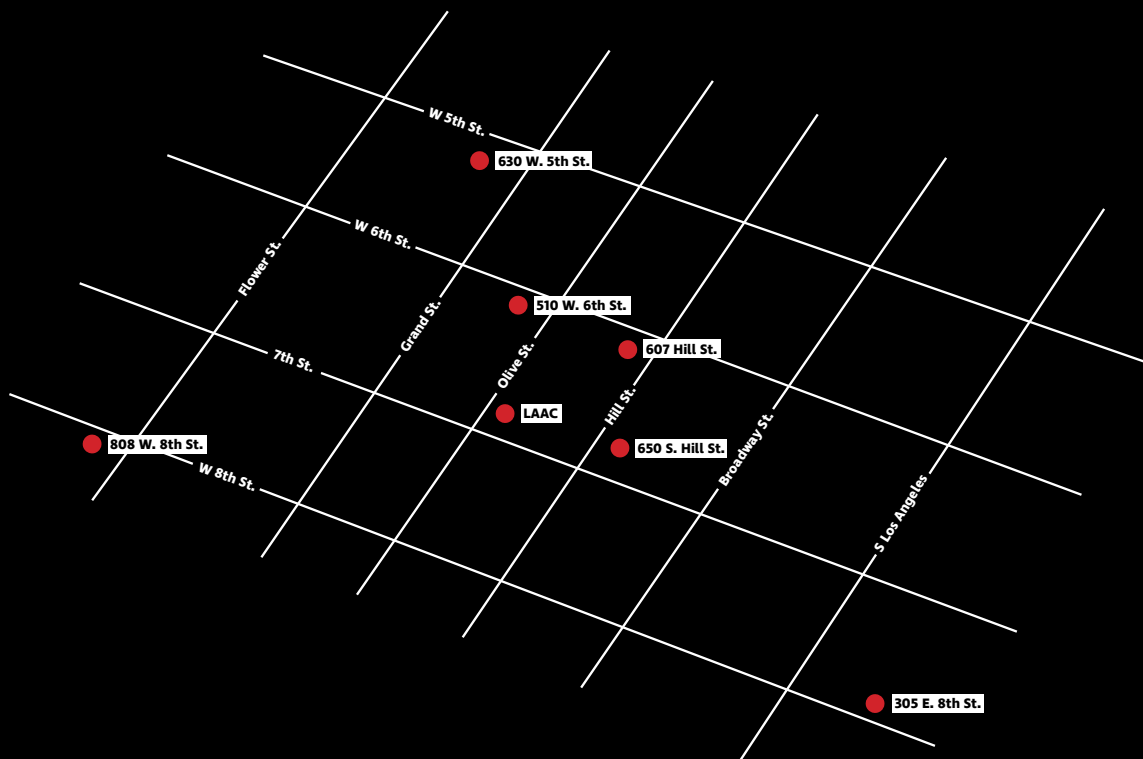 W 5th St.
630 W. 5th St.
W 6th St.
Flower St.
510 W. 6th St.
Grand St.
607 Hill St.
7th St.
Olive St.
Hill St.
LAAC
808 W. 8th St.
650 S. Hill St.
Broadway St.
W 8th St.
S Los Angeles
305 E. 8th St.